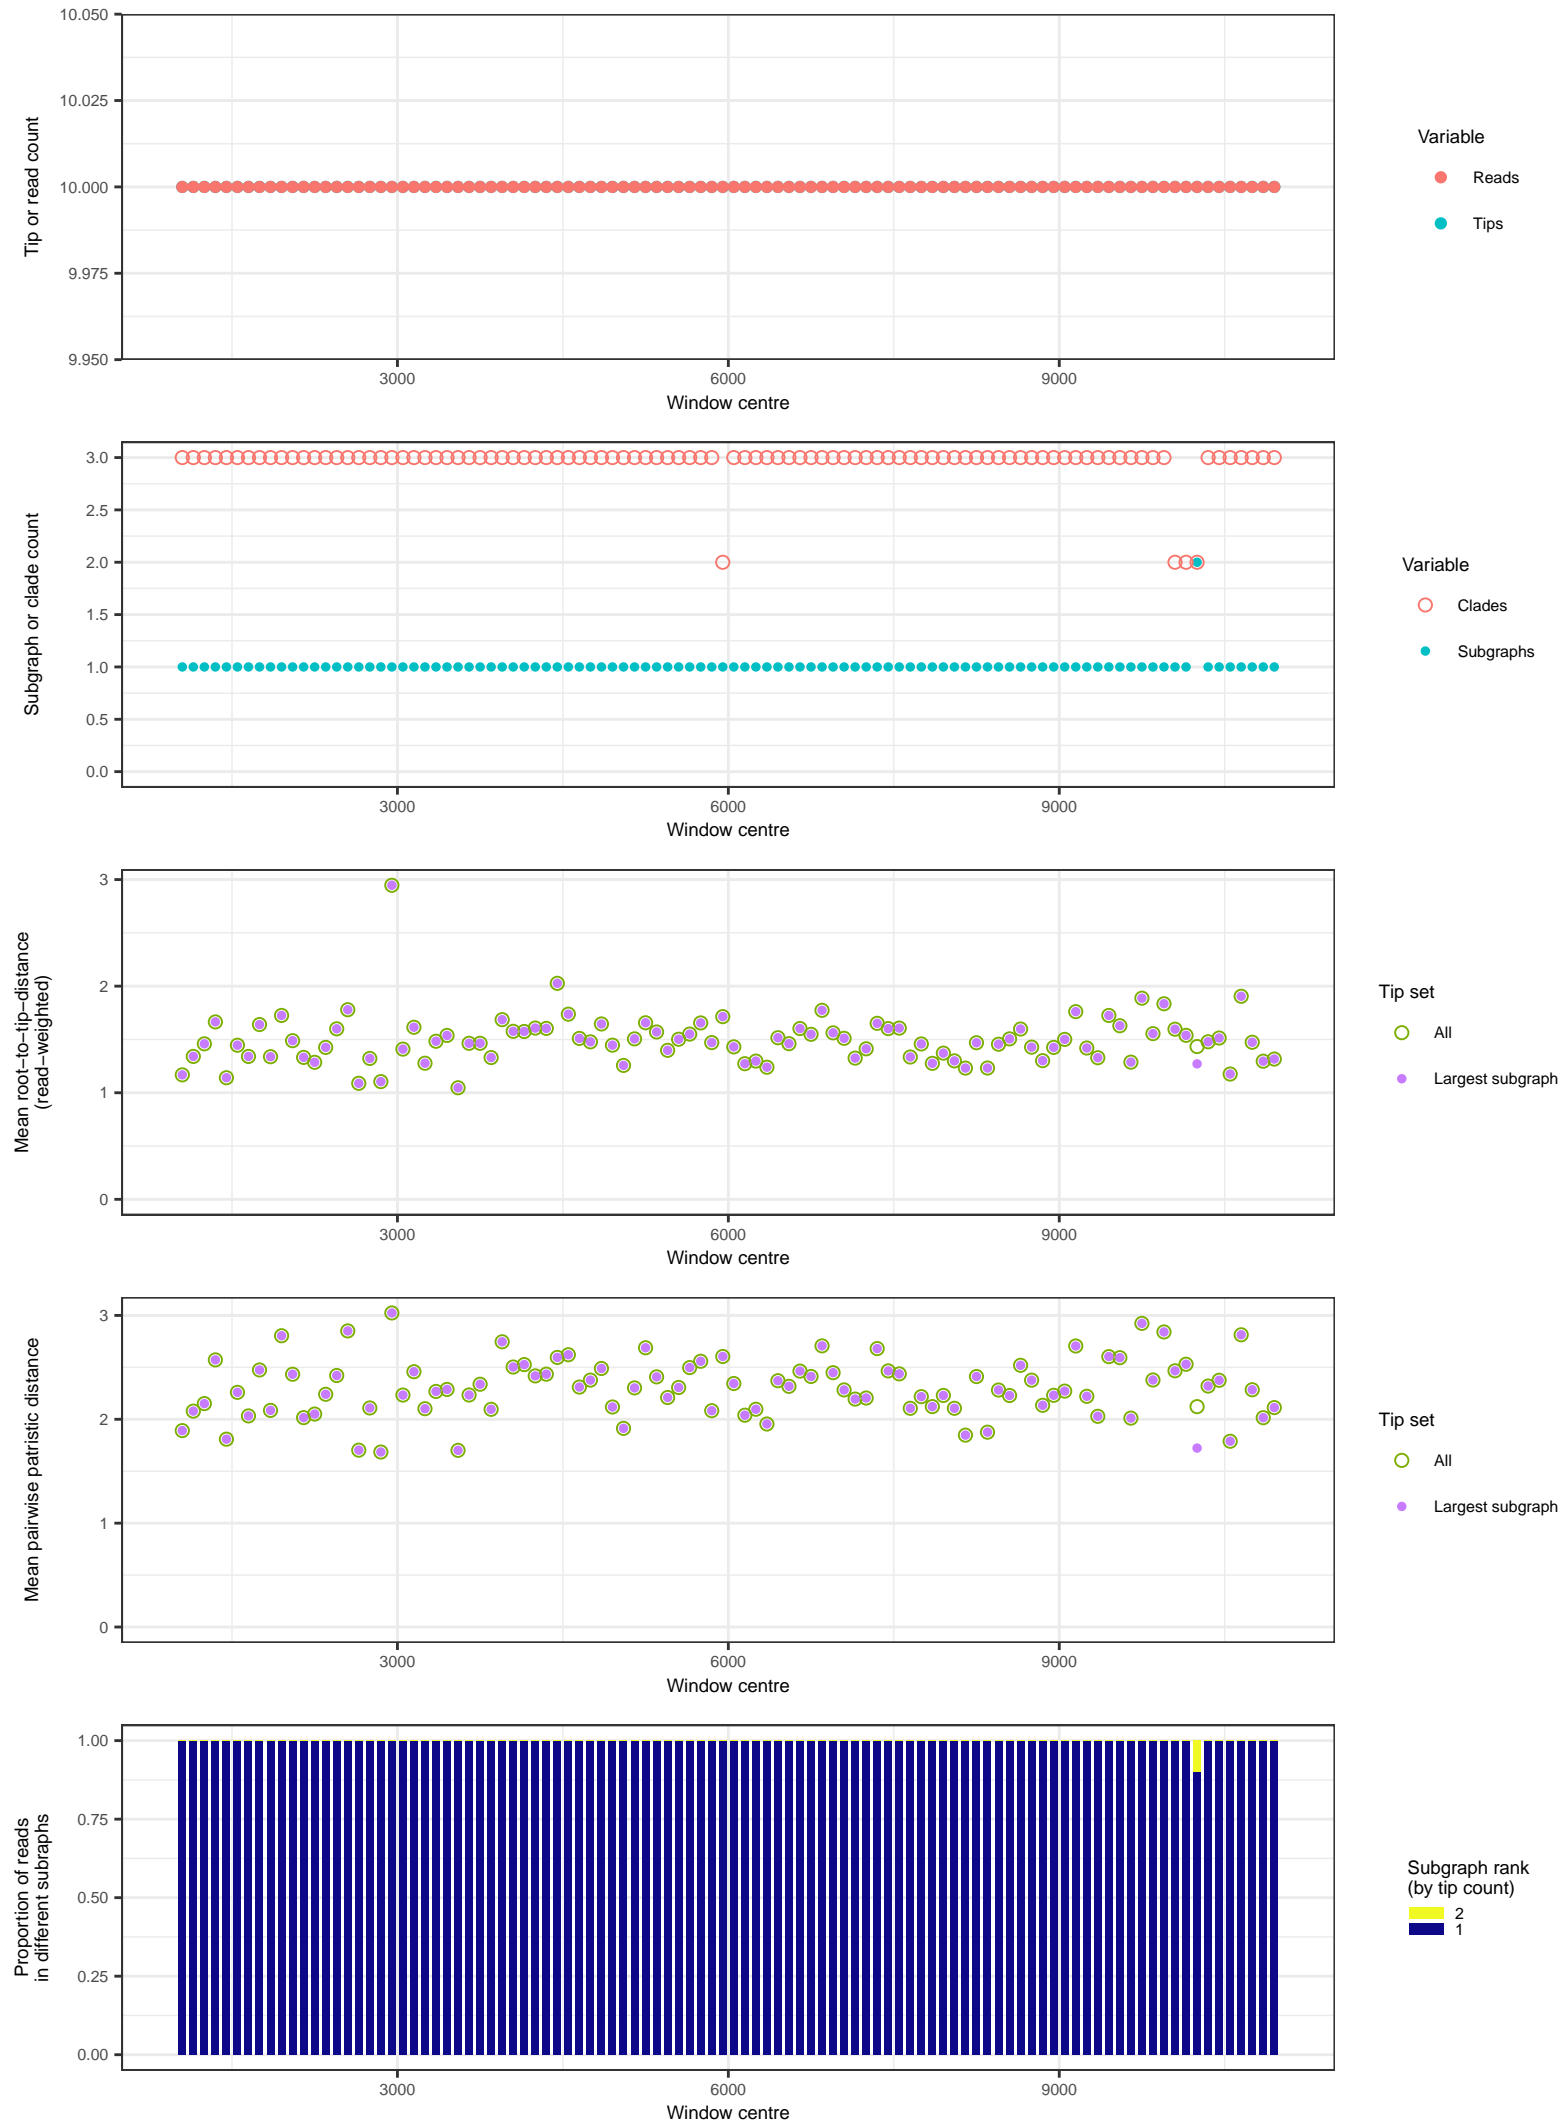 10.050
10.025
10.000
9.975
9.950
Tip or read count
3000 6000 9000
Window centre
Variable
Reads
Tips
3.0
2.5
2.0
1.5
1.0
0.5
0.0
Subgraph or clade count
3000 6000 9000
Window centre
Variable
Clades
Subgraphs
3
2
1
0
Mean root−to−tip−distance
(read−weighted)
3000 6000 9000
Window centre
Tip set
All
Largest subgraph
3
2
1
0
Mean pairwise patristic distance
3000 6000 9000
Window centre
Tip set
All
Largest subgraph
1.00
0.75
0.50
0.25
0.00
Proportion of reads
in different subraphs
3000 6000 9000
Window centre
Subgraph rank
(by tip count)
2
1